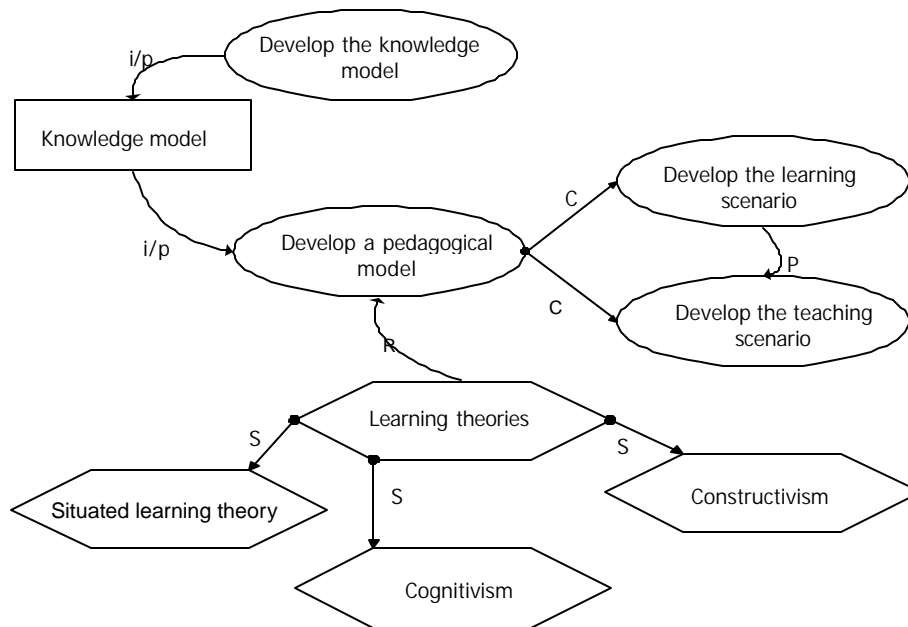 Develop the knowledge
model
i/p
Knowledge model
Develop the learning
scenario
C
Develop a pedagogical
model
i/p
P
C
Develop the teaching
scenario
R
Learning theories
S
S
S
Situated learning theory
Constructivism
Cognitivism